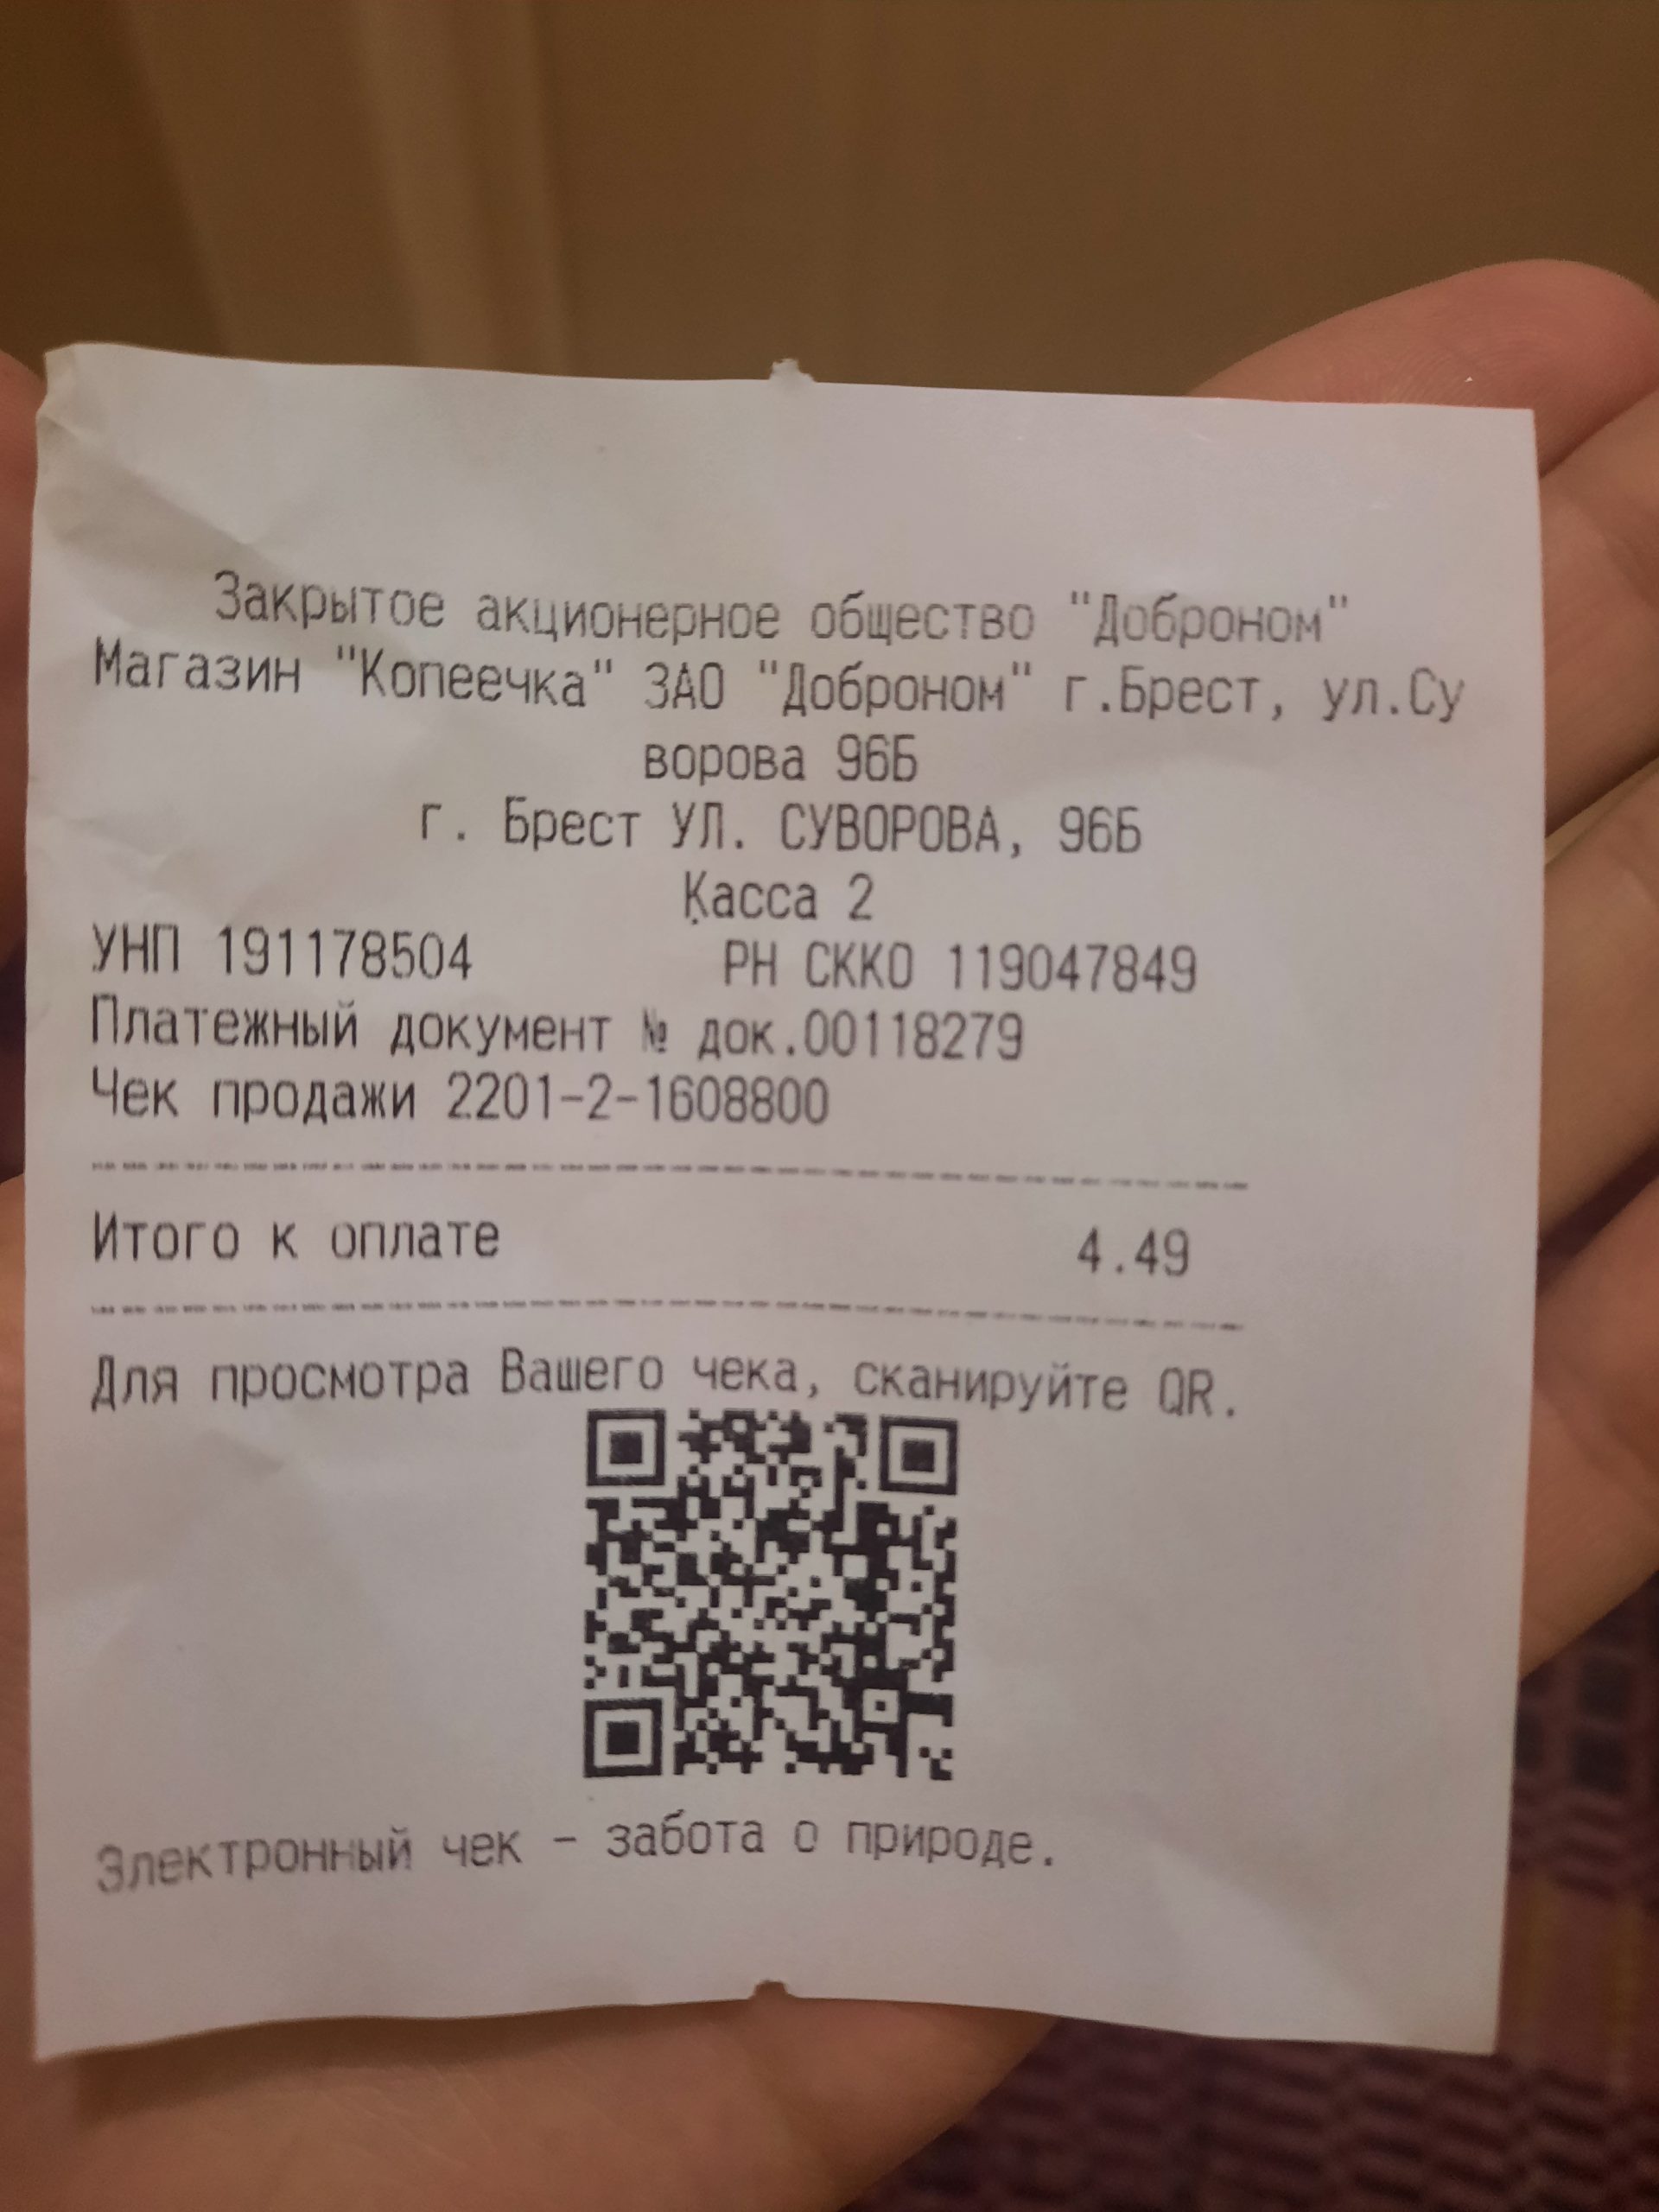 Закрытое акционерное общество "Доброном"
Магазин "Копеечка" ЗАО "Доброном" г.Брест, ул.Су
ворова 96Б
г. Брест УЛ. СУВОРОВА, 96Б
Касса 2
УНП 191178504 РН СККО 119047849
Платежный документ № док.00118279
Чек продажи 2201-2-1608800
Итого к оплате 4.49
Для просмотра Вашего чека, сканируйте QR.
Электронный чек - забота о природе.